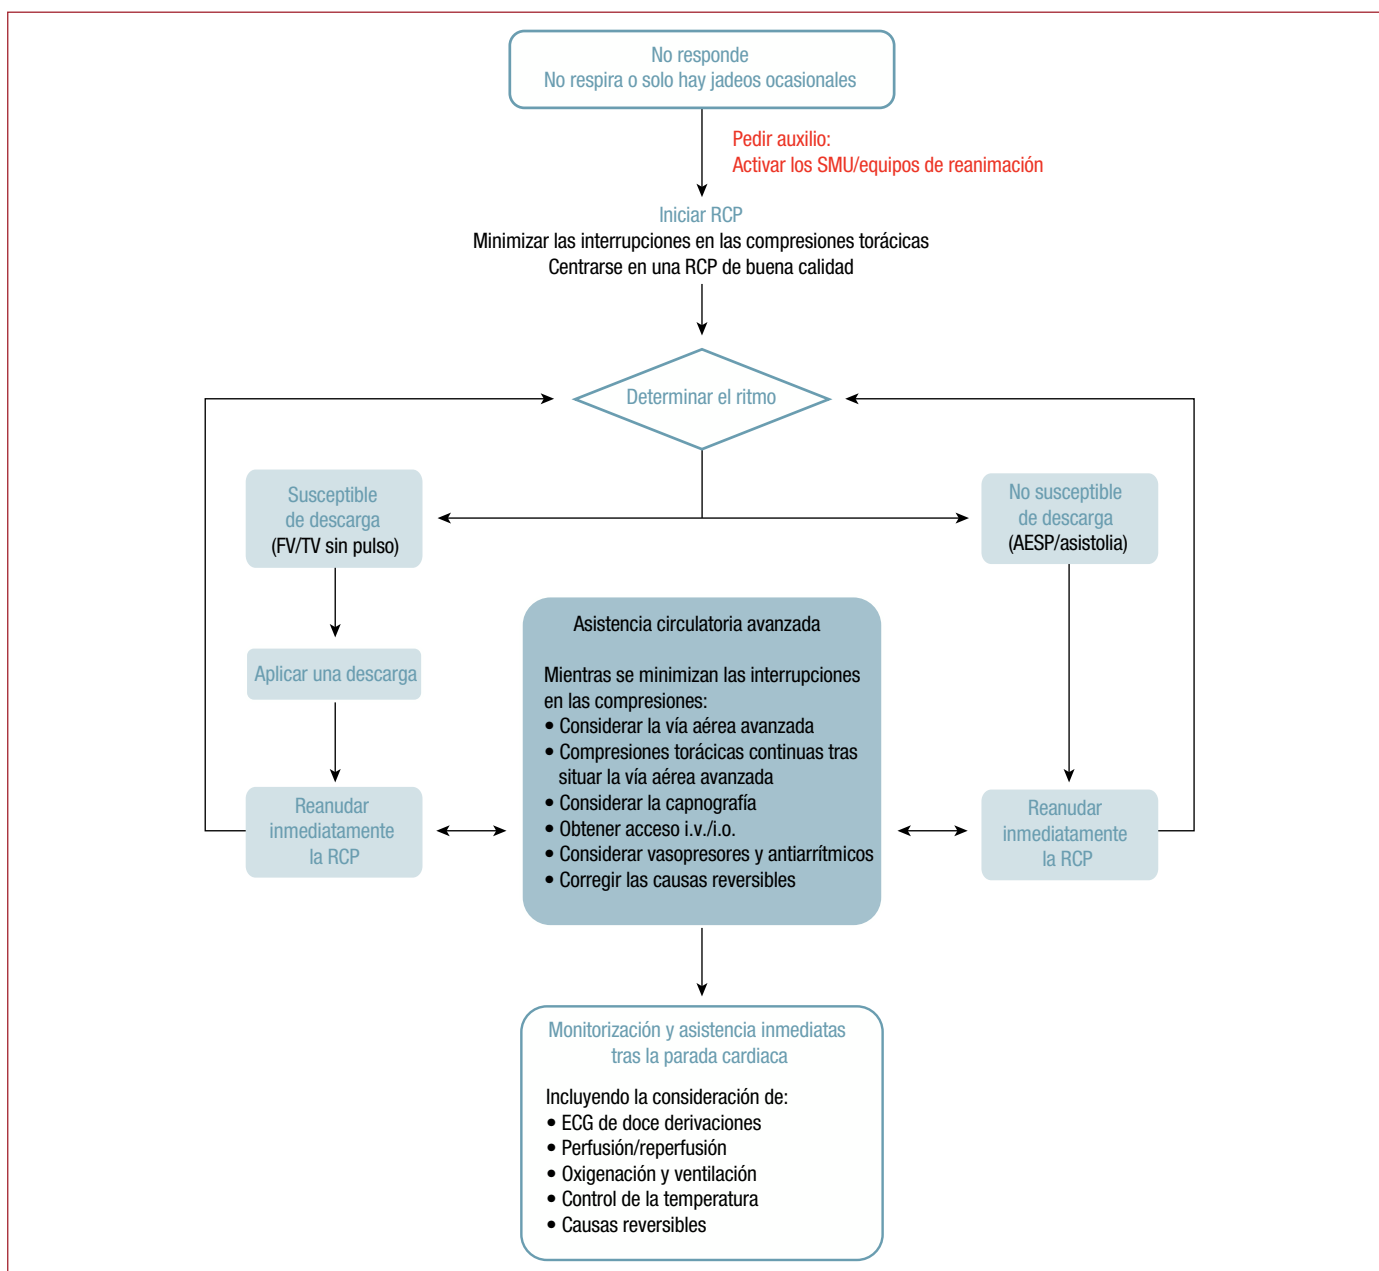 No responde
No respira o solo hay jadeos ocasionales
Pedir auxilio:
Activar los SMU/equipos de reanimación
Iniciar RCP
Minimizar las interrupciones en las compresiones torácicas
Centrarse en una RCP de buena calidad
Determinar el ritmo
Susceptible
de descarga
(FV/TV sin pulso)
No susceptible
de descarga
(AESP/asistolia)
Aplicar una descarga
Reanudar
inmediatamente
la RCP
Asistencia circulatoria avanzada
Mientras se minimizan las interrupciones
en las compresiones:
• Considerar la vía aérea avanzada
• Compresiones torácicas continuas tras
situar la vía aérea avanzada
• Considerar la capnografía
• Obtener acceso i.v./i.o.
• Considerar vasopresores y antiarrítmicos
• Corregir las causas reversibles
Reanudar
inmediatamente
la RCP
Monitorización y asistencia inmediatas
tras la parada cardiaca
Incluyendo la consideración de:
• ECG de doce derivaciones
• Perfusión/reperfusión
• Oxigenación y ventilación
• Control de la temperatura
• Causas reversibles